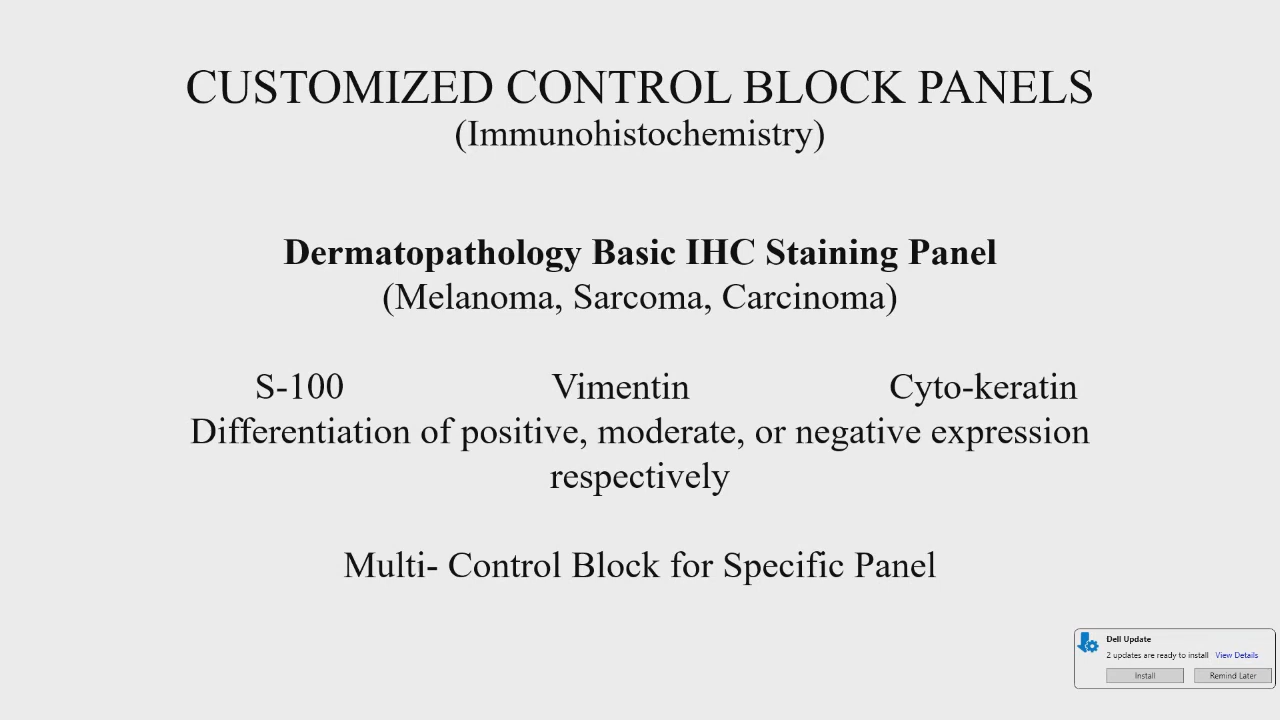 CUSTOMIZED CONTROL BLOCK PANELS
(Immunohistochemistry)
Dermatopathology Basic IHC Staining Panel
(Melanoma, Sarcoma, Carcinoma)
S-100 Vimentin Cyto-keratin
Differentiation of positive, moderate, or negative expression
respectively
Multi- Control Block for Specific Panel
Dell Update
2 updates are ready to install View Details
Install Remind Later